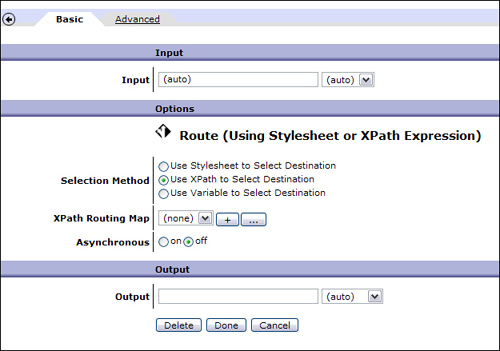 Basic Advanced
Input
Input (auto) (auto)
Options
Route (Using Stylesheet or XPath Expression)
Use Stylesheet to Select Destination
Selection Method Use XPath to Select Destination
Use Variable to Select Destination
XPath Routing Map (none) + ...
Asynchronous on off
Output
Output (auto)
Delete Done Cancel